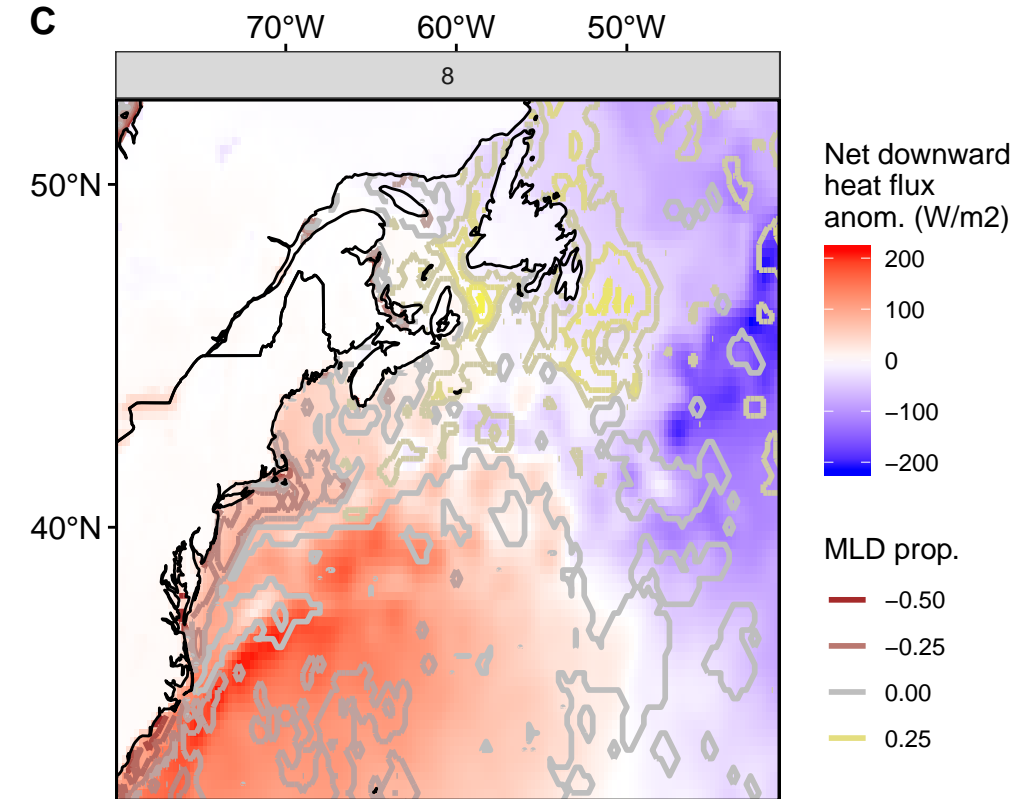 C
70°W 60°W 50°W
8
50°N
40°N
Net downward
heat flux
anom. (W/m2)
200
100
0
−100
−200
MLD prop.
−0.50
−0.25
0.00
0.25